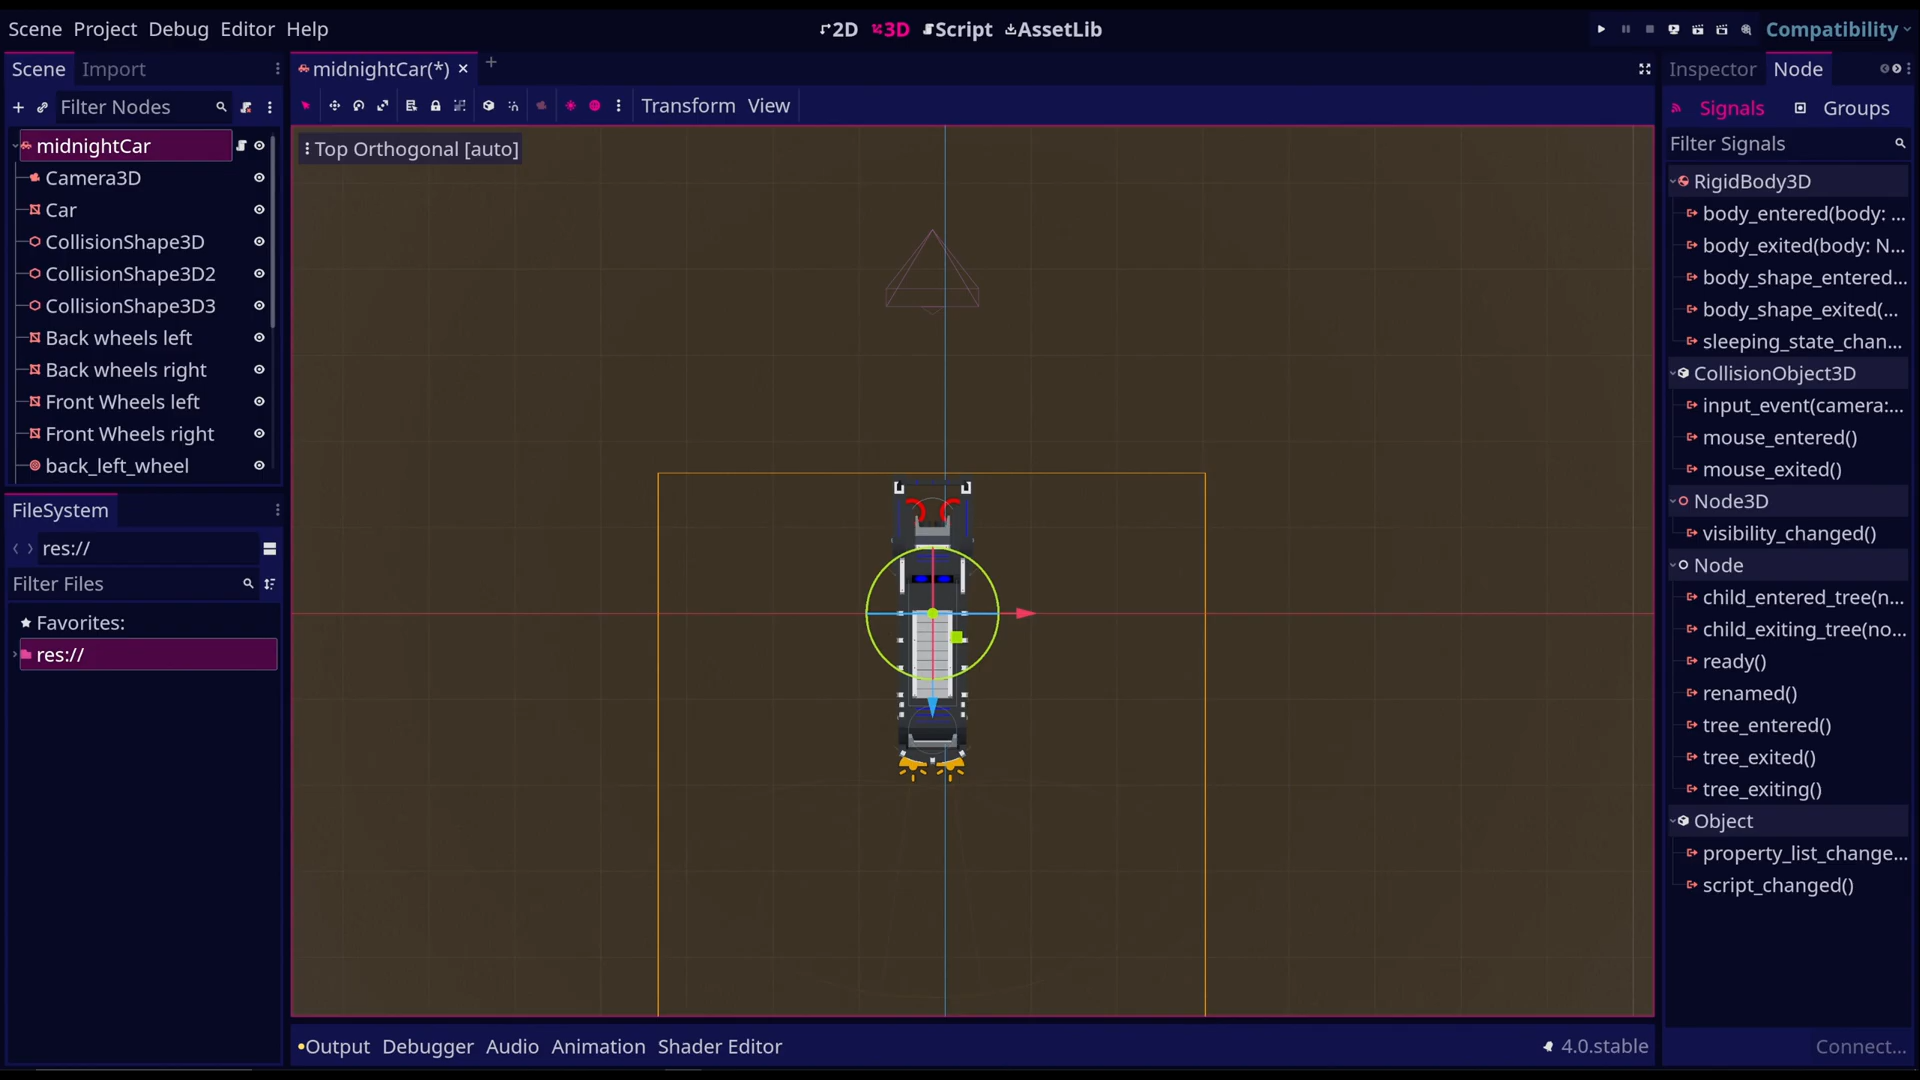 Scene Project Debug Editor Help
2D 3D Script AssetLib
Compatibility
Scene Import
Filter Nodes
midnightCar
Camera3D
Car
CollisionShape3D
CollisionShape3D2
CollisionShape3D3
Back wheels left
Back wheels right
Front Wheels left
Front Wheels right
back_left_wheel
FileSystem
res://
Filter Files
Favorites:
res://
midnightCar(*)
Transform View
Top Orthogonal [auto]
Output Debugger Audio Animation Shader Editor
4.0.stable
Inspector Node
Signals Groups
Filter Signals
RigidBody3D
body_entered(body: ...
body_exited(body: N...
body_shape_entered...
body_shape_exited(...
sleeping_state_chan...
CollisionObject3D
input_event(camera:...
mouse_entered()
mouse_exited()
Node3D
visibility_changed()
Node
child_entered_tree(n...
child_exiting_tree(no...
ready()
renamed()
tree_entered()
tree_exited()
tree_exiting()
Object
property_list_change...
script_changed()
Connect...